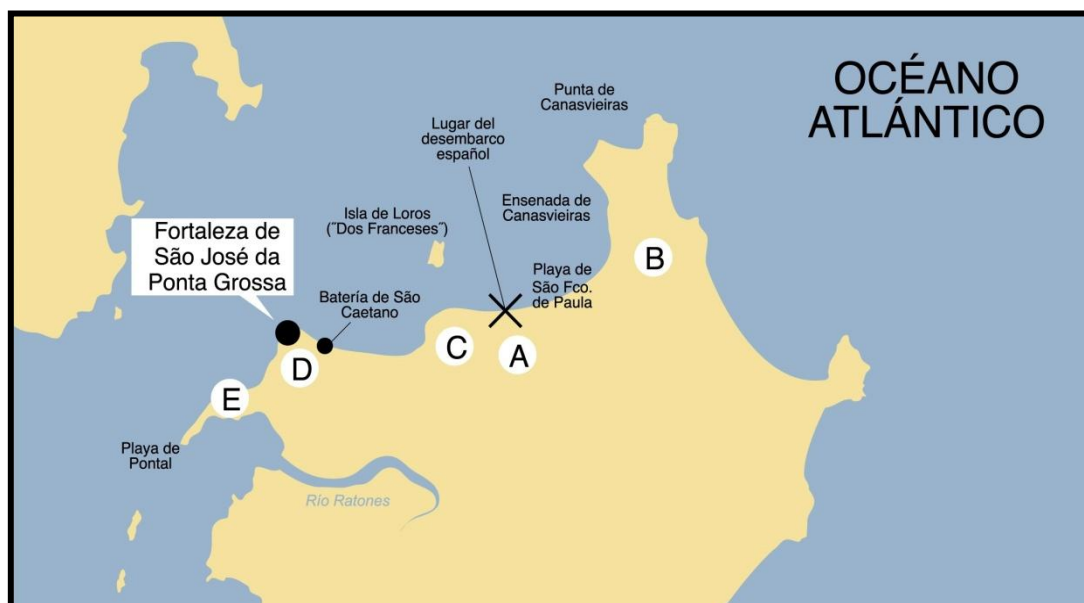 OCÉANO
ATLÁNTICO
Punta de
Canasvieiras
Lugar del
desembarco
español
Ensenada de
Canasvieiras
Isla de Loros
(˝Dos Franceses˝)
Fortaleza de
São José da
Ponta Grossa
Batería de São
Caetano
Playa de
São Fco.
de Paula
B
C
A
D
E
Playa de
Pontal
Río Ratones